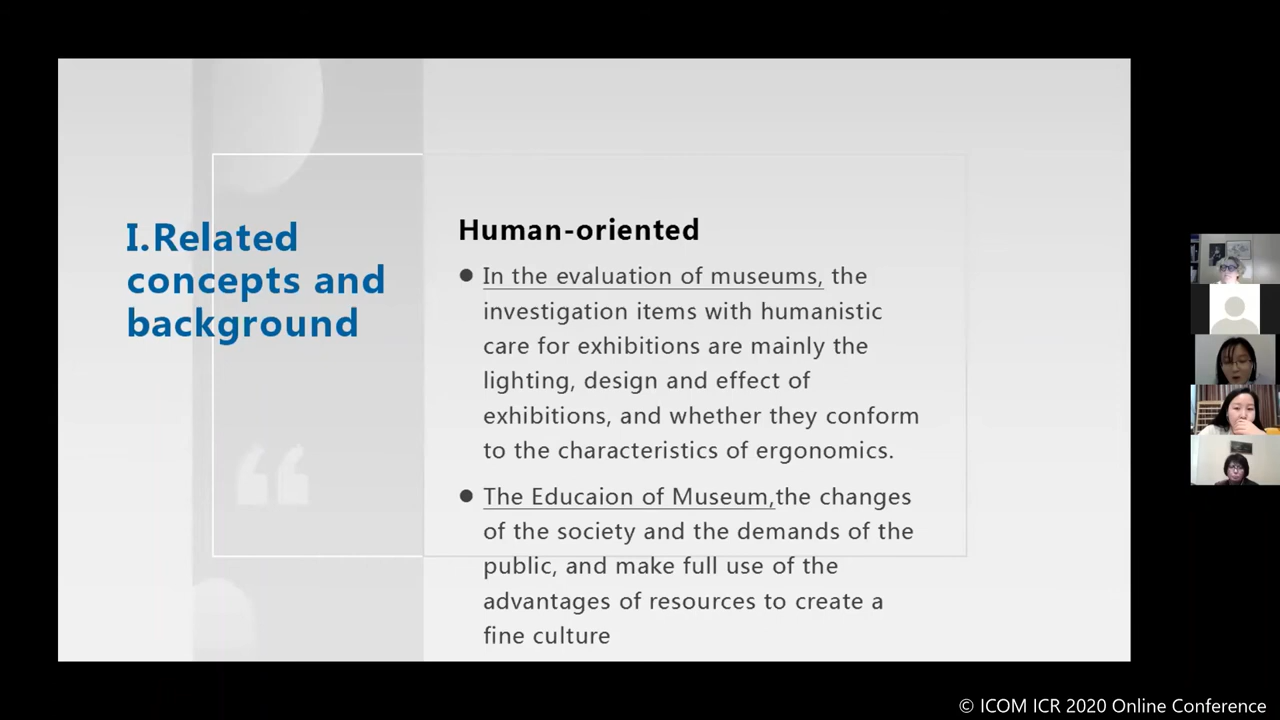 I.Related
concepts and
background
Human-oriented
● In the evaluation of museums, the
investigation items with humanistic
care for exhibitions are mainly the
lighting, design and effect of
exhibitions, and whether they conform
to the characteristics of ergonomics.
● The Educaion of Museum,the changes
of the society and the demands of the
public, and make full use of the
advantages of resources to create a
fine culture
© ICOM ICR 2020 Online Conference